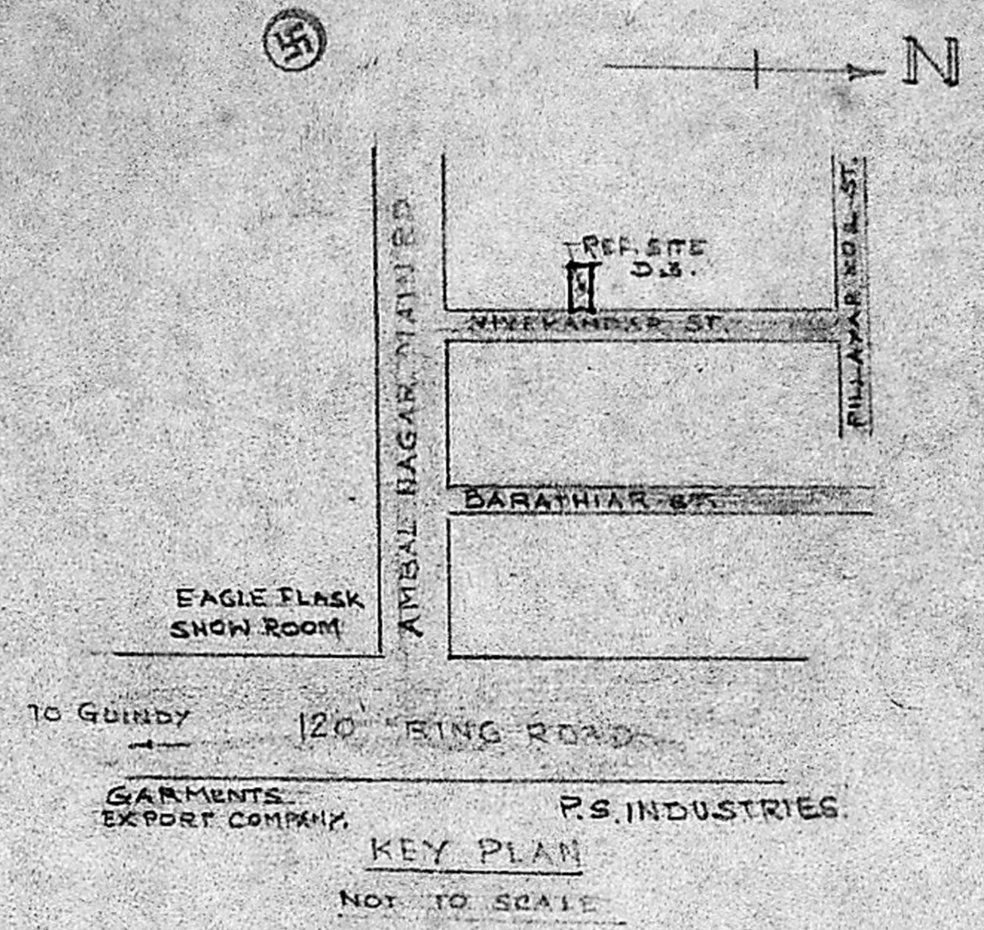 N
AMBAL NAGAR MAIN RD
PILLAYAR KOIL ST.
REF. SITE
ST.
BARATHIAR ST.
EAGLE FLASK
SHOW ROOM
TO GUINDY
120' RING ROAD
GARMENTS
EXPORT COMPANY.
P.S. INDUSTRIES.
KEY PLAN
NOT TO SCALE